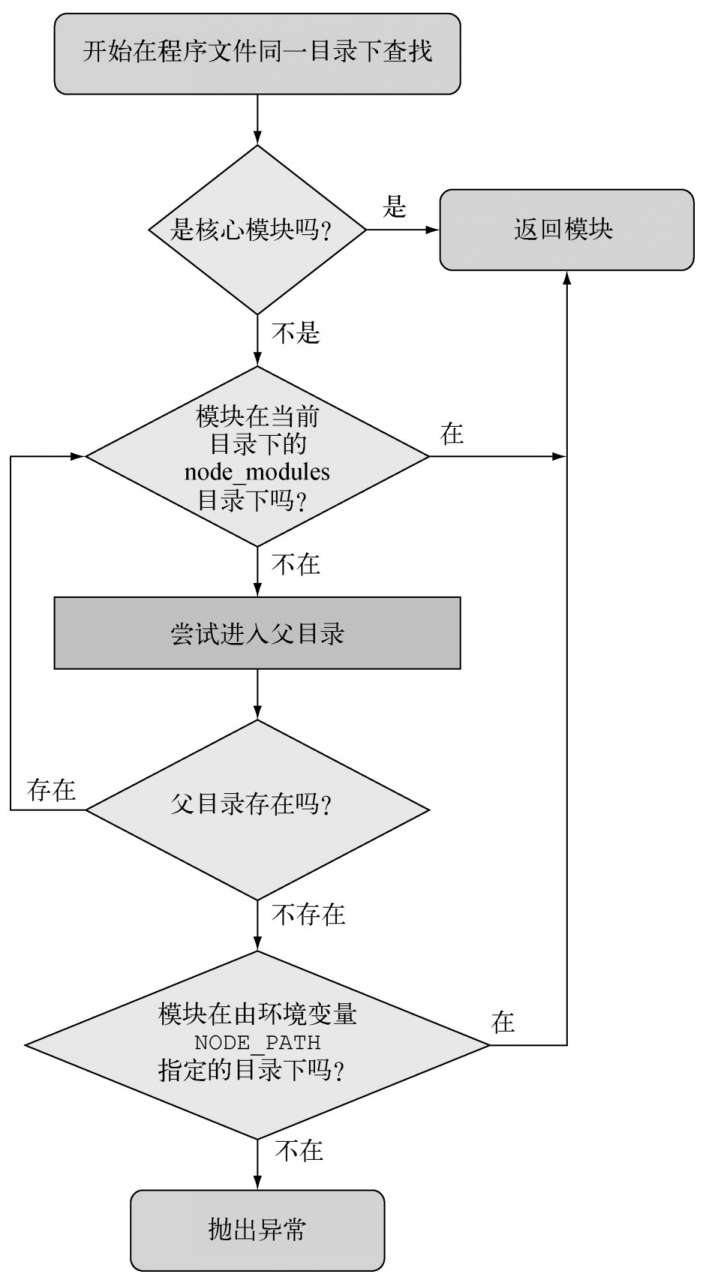 开始在程序文件同一目录下查找
是核心模块吗？
是
返回模块
不是
模块在当前
目录下的
node_modules
目录下吗？
在
不在
尝试进入父目录
父目录存在吗？
存在
不存在
模块在由环境变量
NODE_PATH
指定的目录下吗？
在
不在
抛出异常